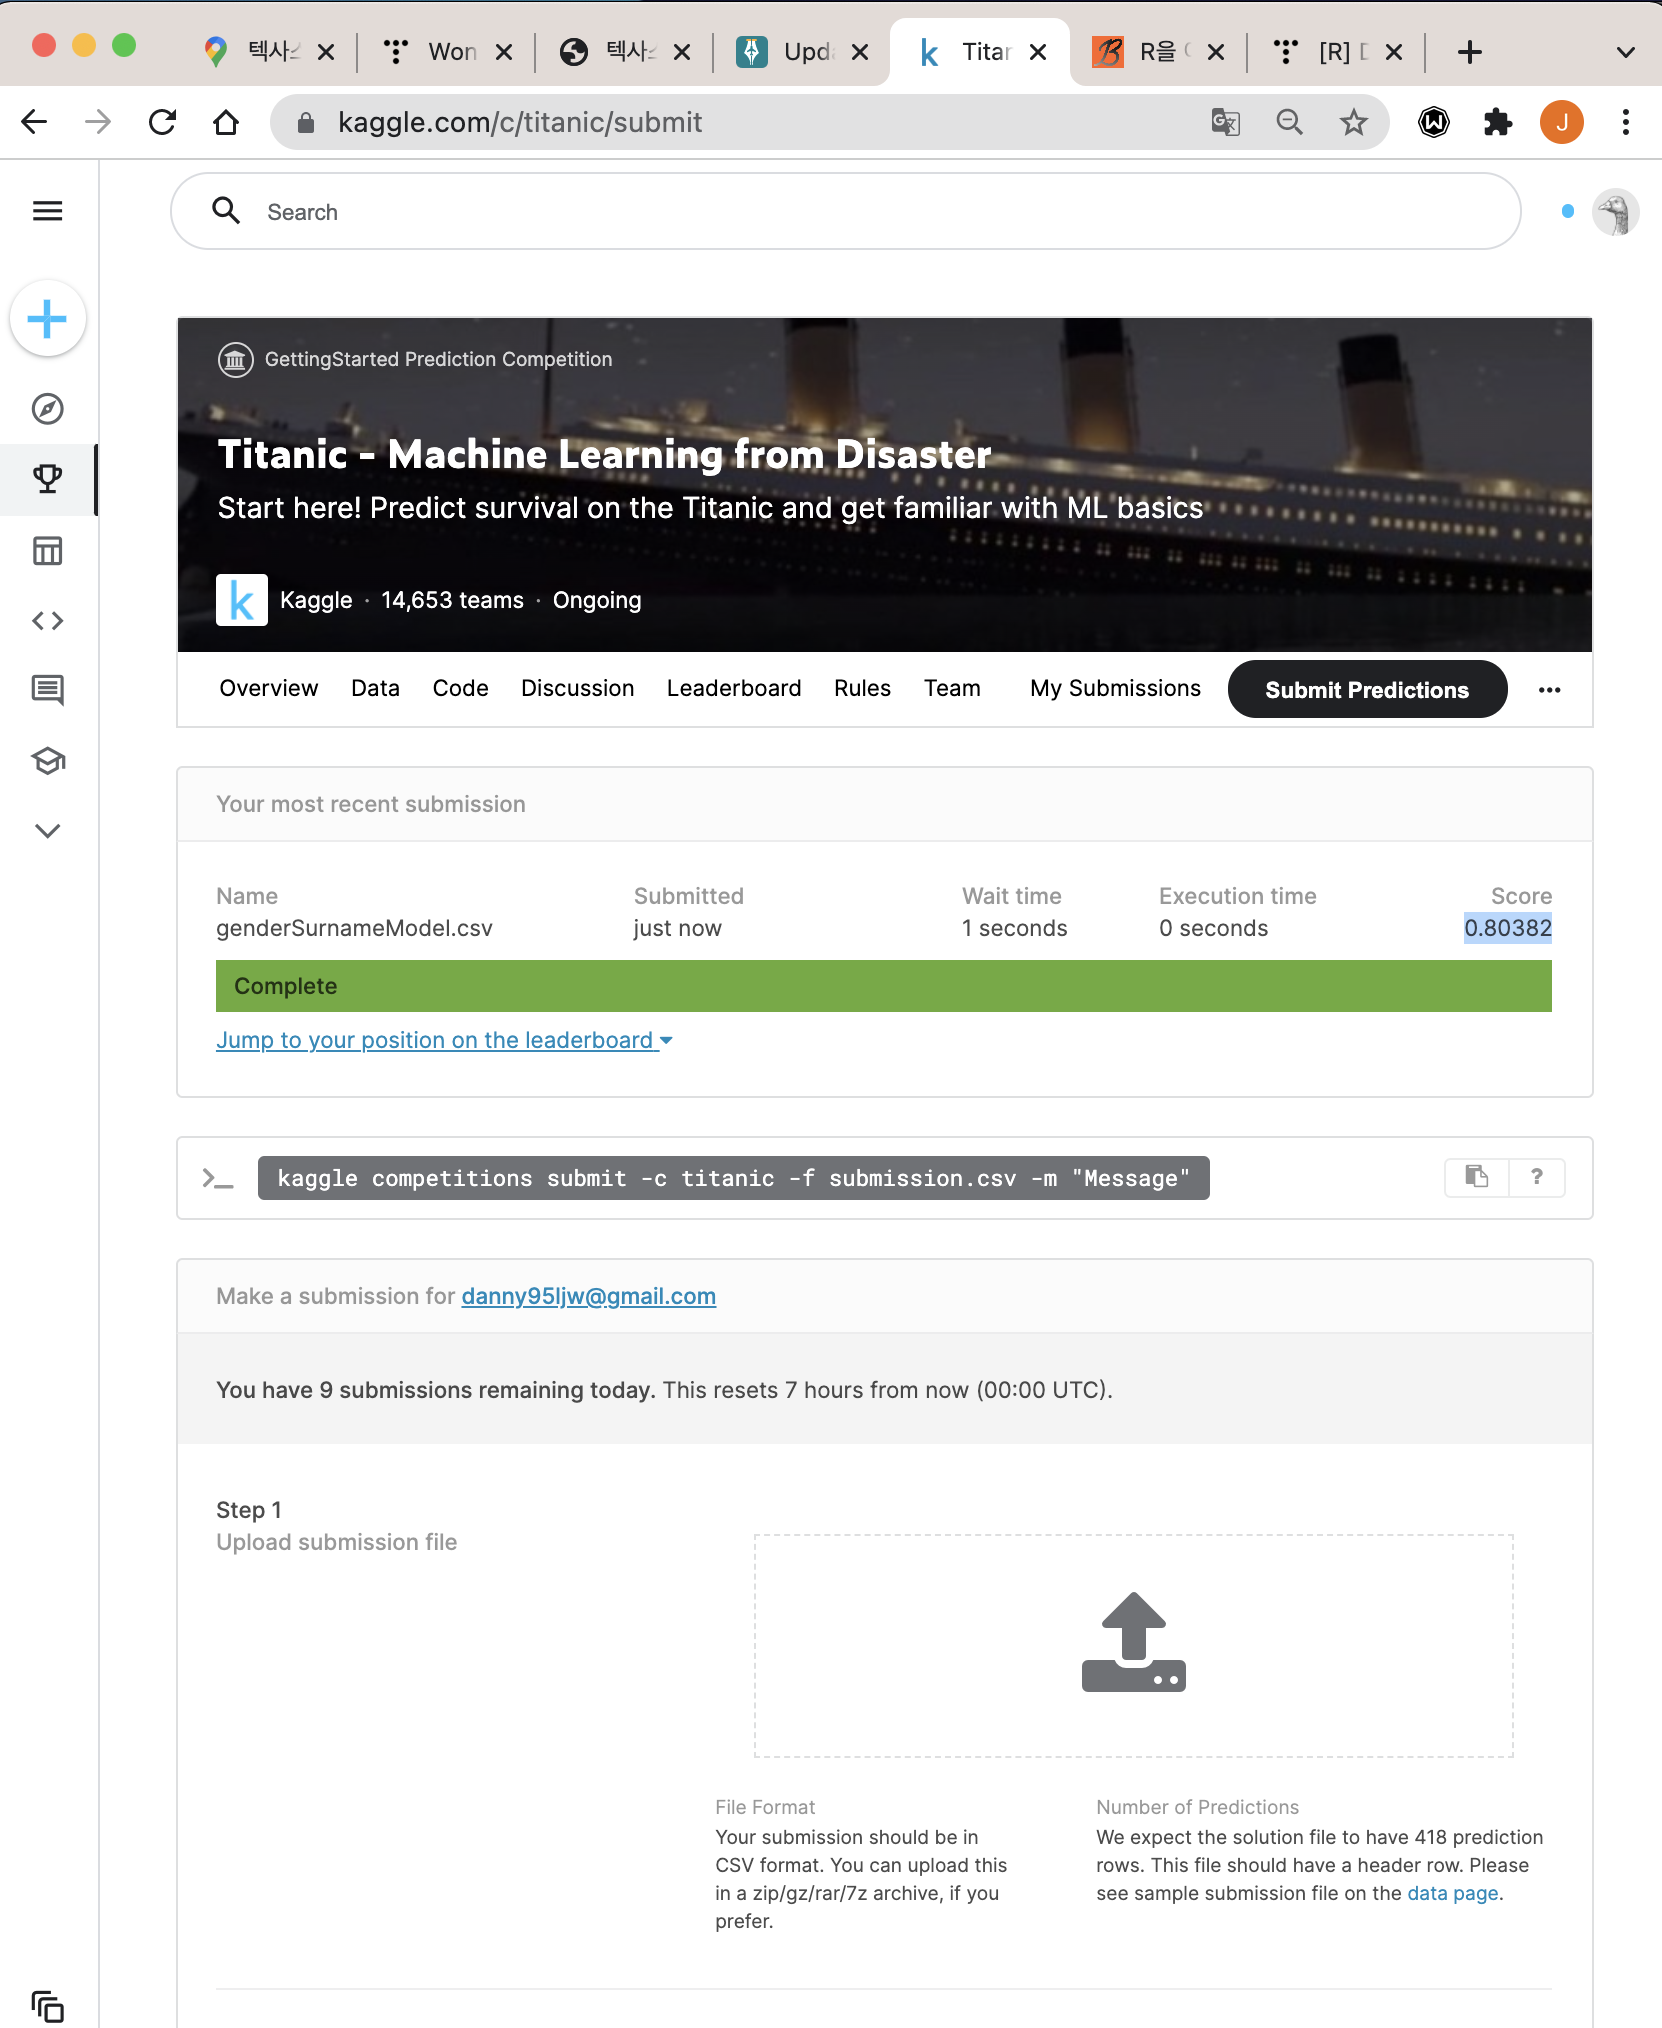 텍사스
Won
텍사스
Upda
Titan
R을
[R] D
kaggle.com/c/titanic/submit
J
Search
GettingStarted Prediction Competition
Titanic - Machine Learning from Disaster
Start here! Predict survival on the Titanic and get familiar with ML basics
k
Kaggle · 14,653 teams · Ongoing
Overview Data Code Discussion Leaderboard Rules Team My Submissions Submit Predictions
Your most recent submission
Name Submitted Wait time Execution time Score
genderSurnameModel.csv just now 1 seconds 0 seconds 0.80382
Complete
Jump to your position on the leaderboard
>_ kaggle competitions submit -c titanic -f submission.csv -m "Message" ?
Make a submission for danny95ljw@gmail.com
You have 9 submissions remaining today. This resets 7 hours from now (00:00 UTC).
Step 1
Upload submission file
File Format
Your submission should be in
CSV format. You can upload this
in a zip/gz/rar/7z archive, if you
prefer.
Number of Predictions
We expect the solution file to have 418 prediction
rows. This file should have a header row. Please
see sample submission file on the data page.